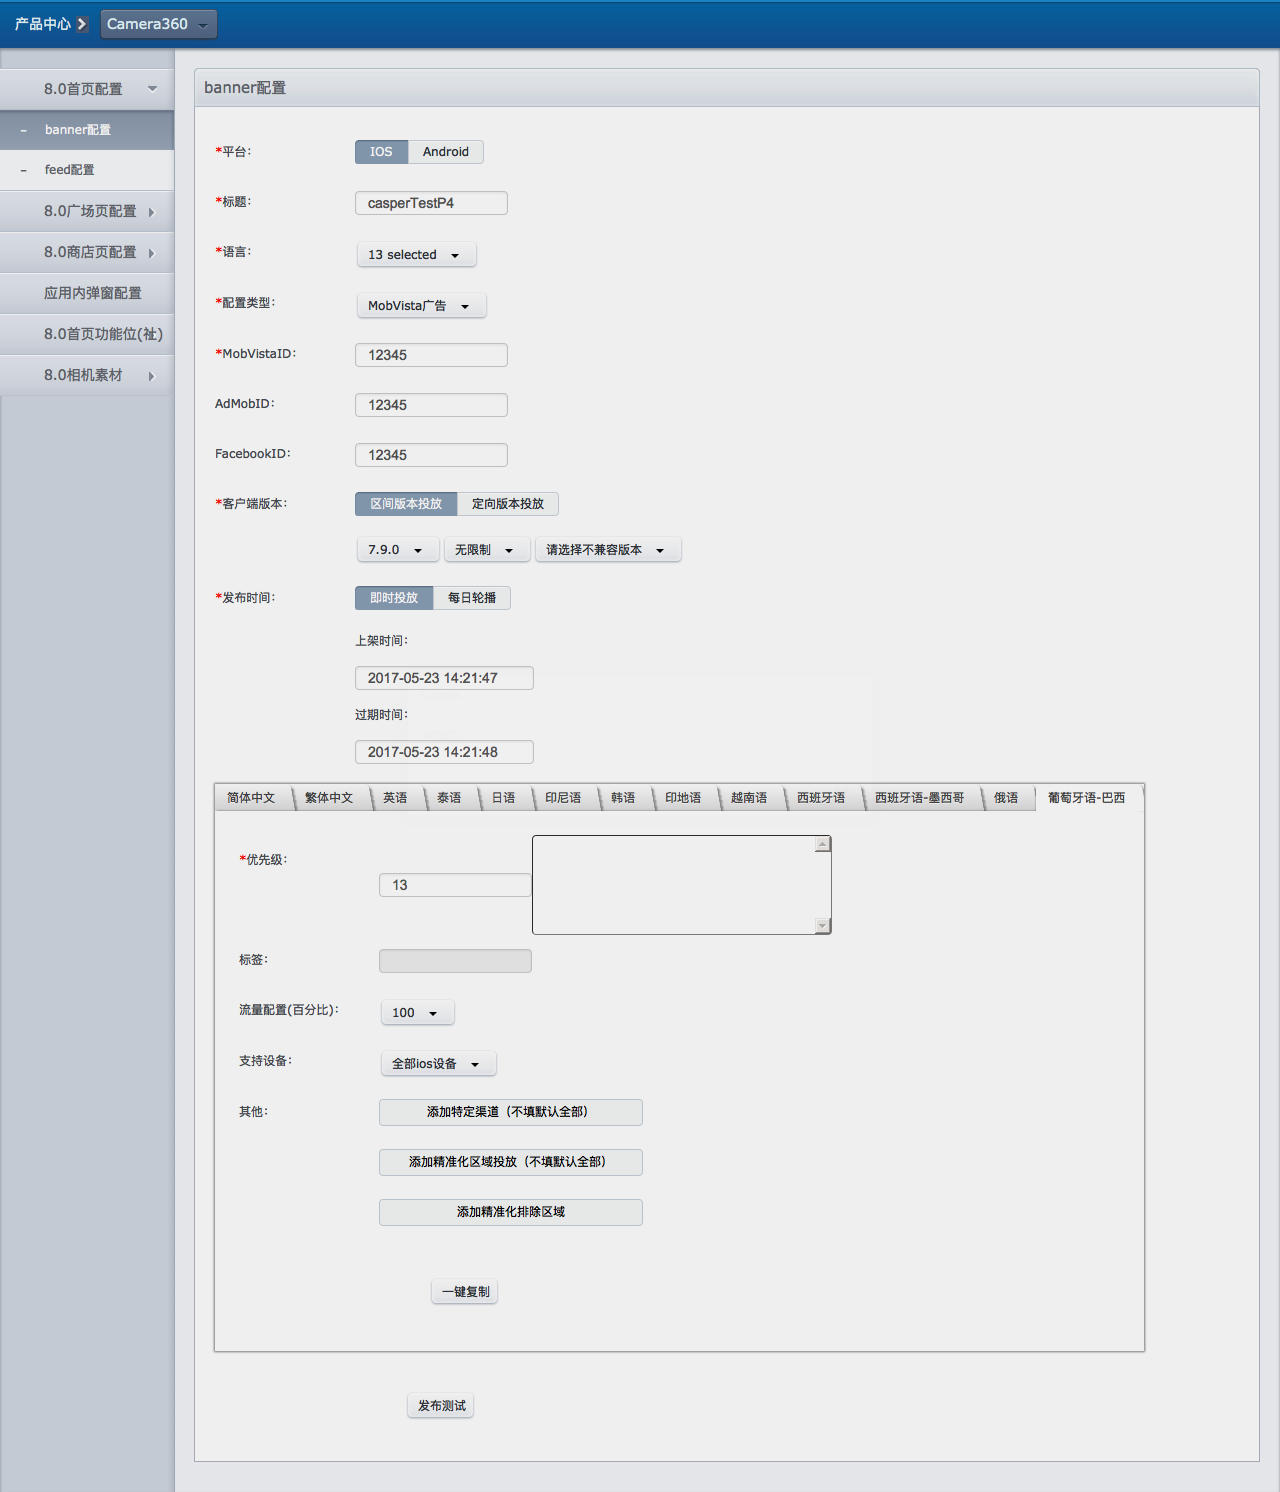 产品中心 Camera360
8.0首页配置
- banner配置
- feed配置
8.0广场页配置
8.0商店页配置
应用内弹窗配置
8.0首页功能位(祉)
8.0相机素材
banner配置
*平台: IOS Android
*标题: casperTestP4
*语言: 13 selected
*配置类型: MobVista广告
*MobVistaID: 12345
AdMobID: 12345
FacebookID: 12345
*客户端版本: 区间版本投放 定向版本投放
7.9.0 无限制 请选择不兼容版本
*发布时间: 即时投放 每日轮播
上架时间:
2017-05-23 14:21:47
过期时间:
2017-05-23 14:21:48
简体中文 繁体中文 英语 泰语 日语 印尼语 韩语 印地语 越南语 西班牙语 西班牙语-墨西哥 俄语 葡萄牙语-巴西
*优先级: 13
标签:
流量配置(百分比): 100
支持设备: 全部ios设备
其他: 添加特定渠道（不填默认全部）
添加精准化区域投放（不填默认全部）
添加精准化排除区域
一键复制
发布测试